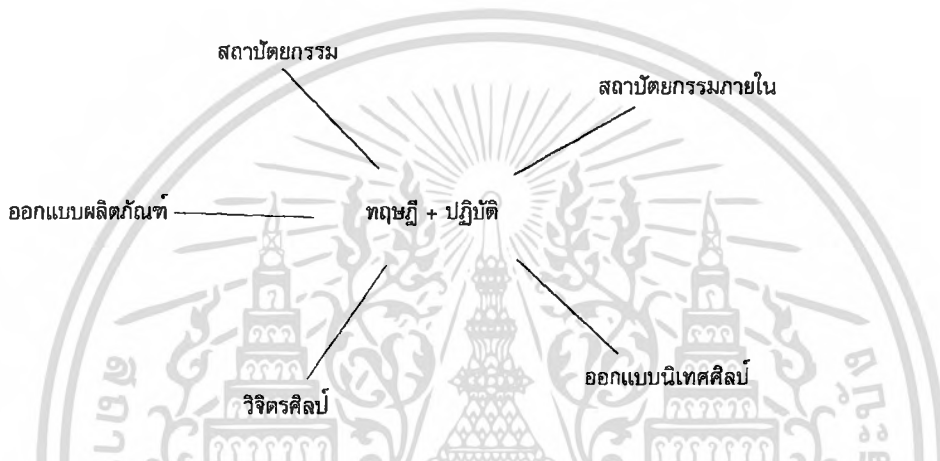 สถาปัตยกรรม
สถาปัตยกรรมภายใน
ออกแบบผลิตภัณฑ์
ทฤษฎี + ปฏิบัติ
ออกแบบนิเทศศิลป์
วิจิตรศิลป์